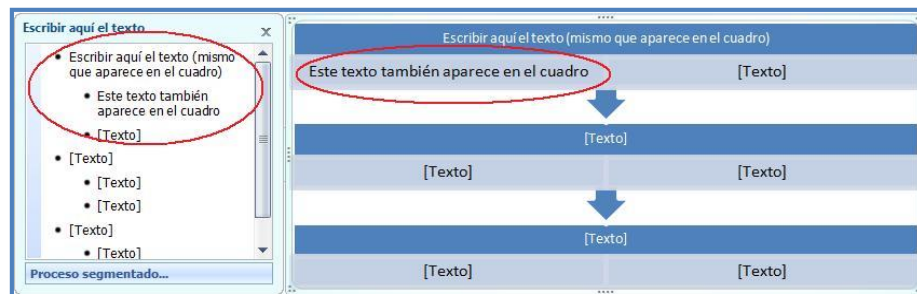 Escribir aquí el texto
x
• Escribir aquí el texto (mismo
que aparece en el cuadro)
• Este texto también
aparece en el cuadro
• [Texto]
• [Texto]
• [Texto]
• [Texto]
• [Texto]
• [Texto]
Proceso segmentado...
Escribir aquí el texto (mismo que aparece en el cuadro)
Este texto también aparece en el cuadro [Texto]
[Texto]
[Texto] [Texto]
[Texto]
[Texto] [Texto]